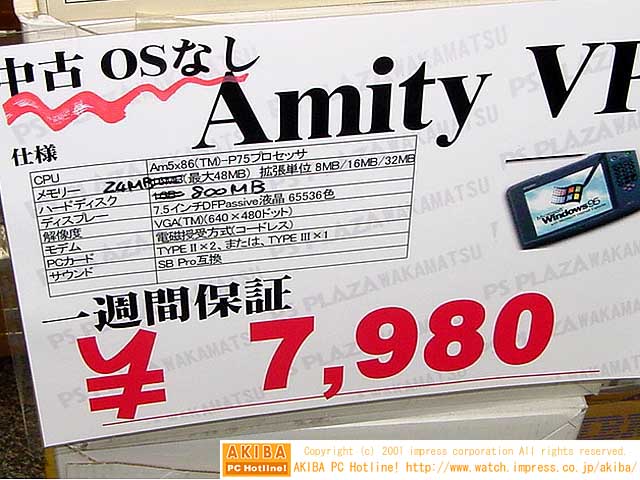 中古 OSなし
Amity VP
PS PLAZA WAKAMATSU
仕様
CPU Am5x86(TM)-P75プロセッサ
メモリー 24MB (最大48MB) 拡張単位 8MB/16MB/32MB
ハードディスク 800MB
ディスプレー 7.5インチDFPassive液晶 65536色
解像度 VGA(TM)(640×480ドット)
モデム 電磁授受方式(コードレス)
PCカード TYPE II×2、または、TYPE III×1
サウンド SB Pro互換
Microsoft
Windows95
一週間保証
¥7,980
AKIBA
PC Hotline!
Copyright (c) 2001 impress corporation All rights reserved.
AKIBA PC Hotline! http://www.watch.impress.co.jp/akiba/